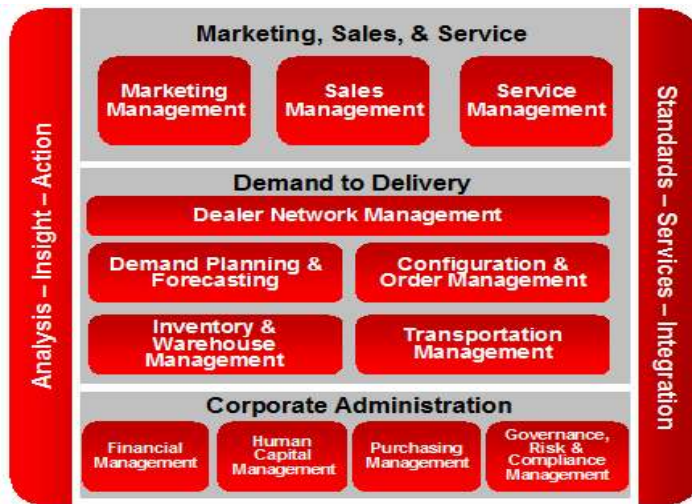 Analysis – Insight – Action
Marketing, Sales, & Service
Marketing
Management
Sales
Management
Service
Management
Demand to Delivery
Dealer Network Management
Demand Planning &
Forecasting
Configuration &
Order Management
Inventory &
Warehouse
Management
Transportation
Management
Corporate Administration
Financial
Management
Human
Capital
Management
Purchasing
Management
Governance,
Risk &
Compliance
Management
Standards – Services – Integration